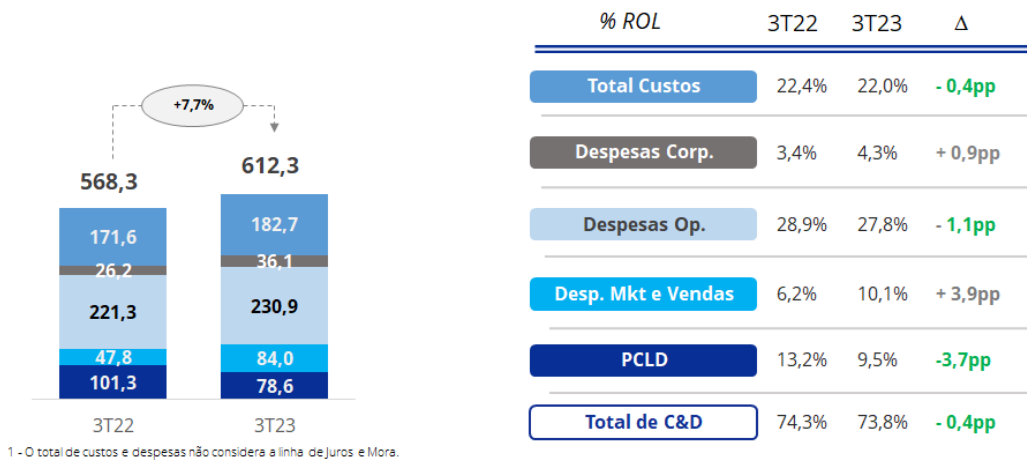 +7,7%
568,3
612,3
171,6
182,7
26,2
36,1
221,3
230,9
47,8
84,0
101,3
78,6
3T22
3T23
1 - O total de custos e despesas não considera a linha de Juros e Mora.
% ROL 3T22 3T23 Δ
Total Custos 22,4% 22,0% - 0,4pp
Despesas Corp. 3,4% 4,3% + 0,9pp
Despesas Op. 28,9% 27,8% - 1,1pp
Desp. Mkt e Vendas 6,2% 10,1% + 3,9pp
PCLD 13,2% 9,5% -3,7pp
Total de C&D 74,3% 73,8% - 0,4pp